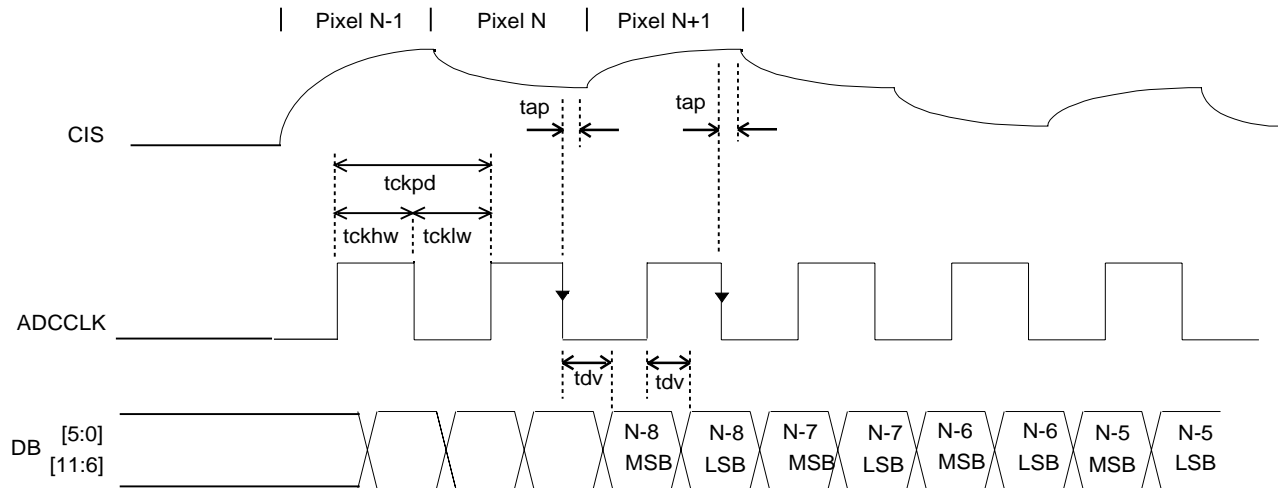 | Pixel N-1 | Pixel N | Pixel N+1 |
tap tap
CIS
tckpd
tckhw tcklw
ADCCLK
tdv tdv
DB [5:0] N-8 N-8 N-7 N-7 N-6 N-6 N-5 N-5
[11:6] MSB LSB MSB LSB MSB LSB MSB LSB